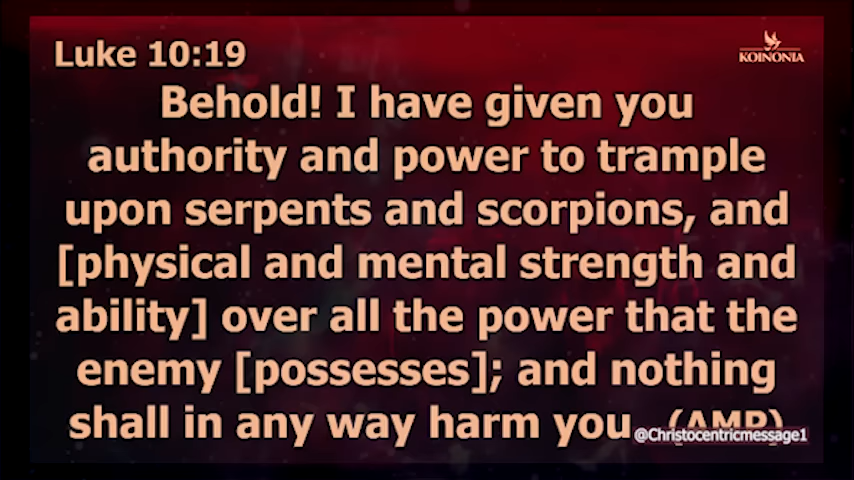 Luke 10:19
KOINONIA
Behold! I have given you
authority and power to trample
upon serpents and scorpions, and
[physical and mental strength and
ability] over all the power that the
enemy [possesses]; and nothing
shall in any way harm you. (AMP)
@Christocentricmessage1